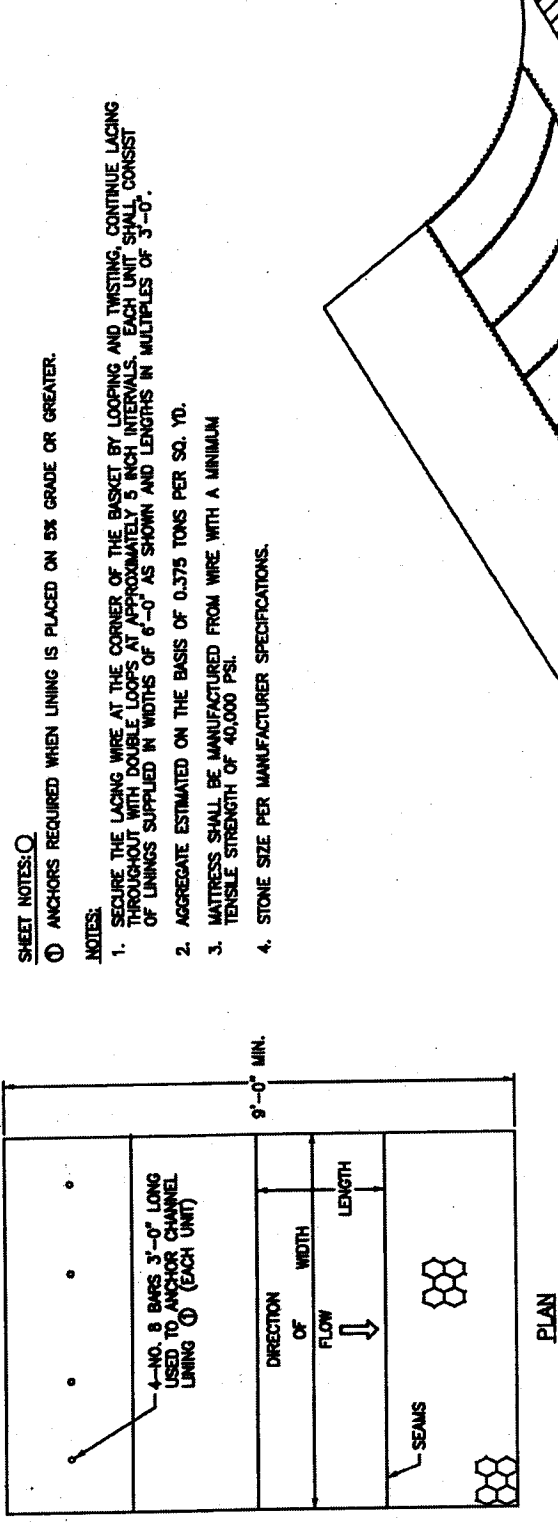 SHEET NOTES:
① ANCHORS REQUIRED WHEN LINING IS PLACED ON 5% GRADE OR GREATER.
NOTES:
1. SECURE THE LACING WIRE AT THE CORNER OF THE BASKET BY LOOPING AND TWISTING, CONTINUE LACING
THROUGHOUT WITH DOUBLE LOOPS AT APPROXIMATELY 5 INCH INTERVALS. EACH UNIT SHALL CONSIST
OF LININGS SUPPLIED IN WIDTHS OF 6'-0" AS SHOWN AND LENGTHS IN MULTIPLES OF 3'-0".
2. AGGREGATE ESTIMATED ON THE BASIS OF 0.375 TONS PER SQ. YD.
3. MATTRESS SHALL BE MANUFACTURED FROM WIRE WITH A MINIMUM
TENSILE STRENGTH OF 40,000 PSI.
4. STONE SIZE PER MANUFACTURER SPECIFICATIONS.
4-NO. 8 BARS 3'-0" LONG
USED TO ANCHOR CHANNEL
LINING ① (EACH UNIT)
9'-0" MIN.
DIRECTION
OF
FLOW
WIDTH
LENGTH
SEAMS
PLAN